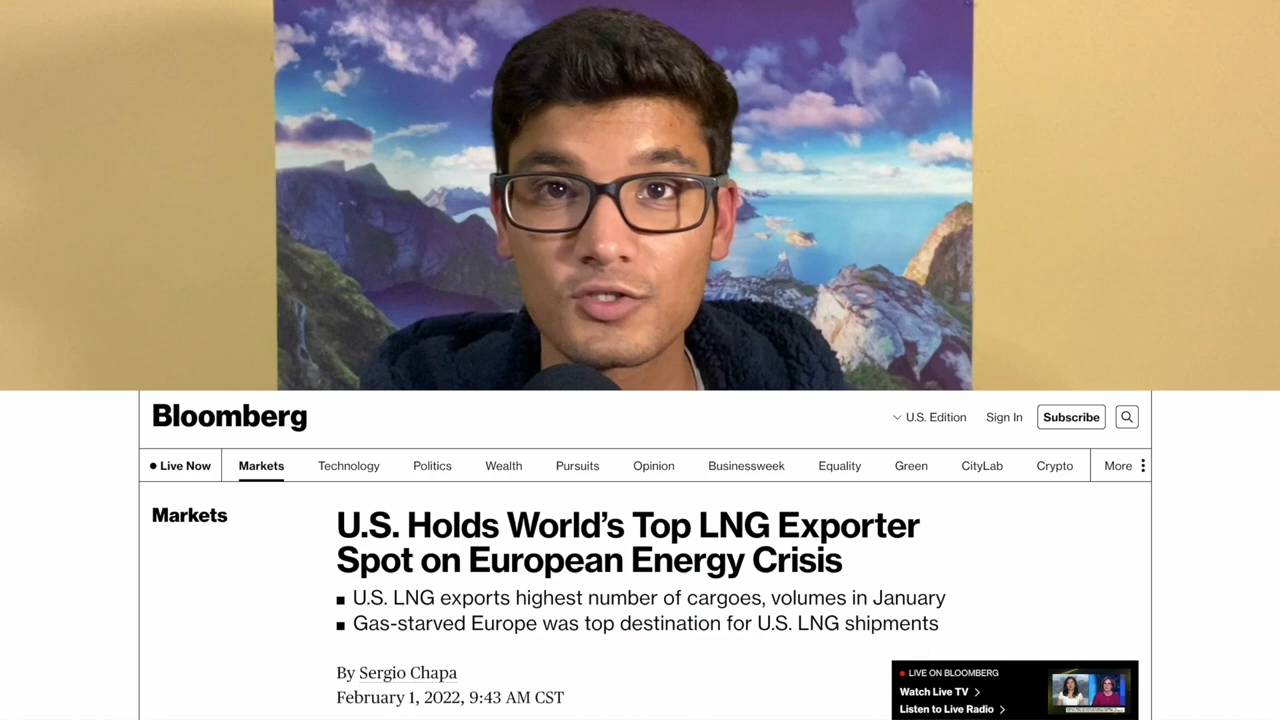 Bloomberg
U.S. Edition
Sign In
Subscribe
Live Now
Markets
Technology
Politics
Wealth
Pursuits
Opinion
Businessweek
Equality
Green
CityLab
Crypto
More
Markets
U.S. Holds World's Top LNG Exporter
Spot on European Energy Crisis
■ U.S. LNG exports highest number of cargoes, volumes in January
■ Gas-starved Europe was top destination for U.S. LNG shipments
By Sergio Chapa
February 1, 2022, 9:43 AM CST
LIVE ON BLOOMBERG
Watch Live TV
Listen to Live Radio